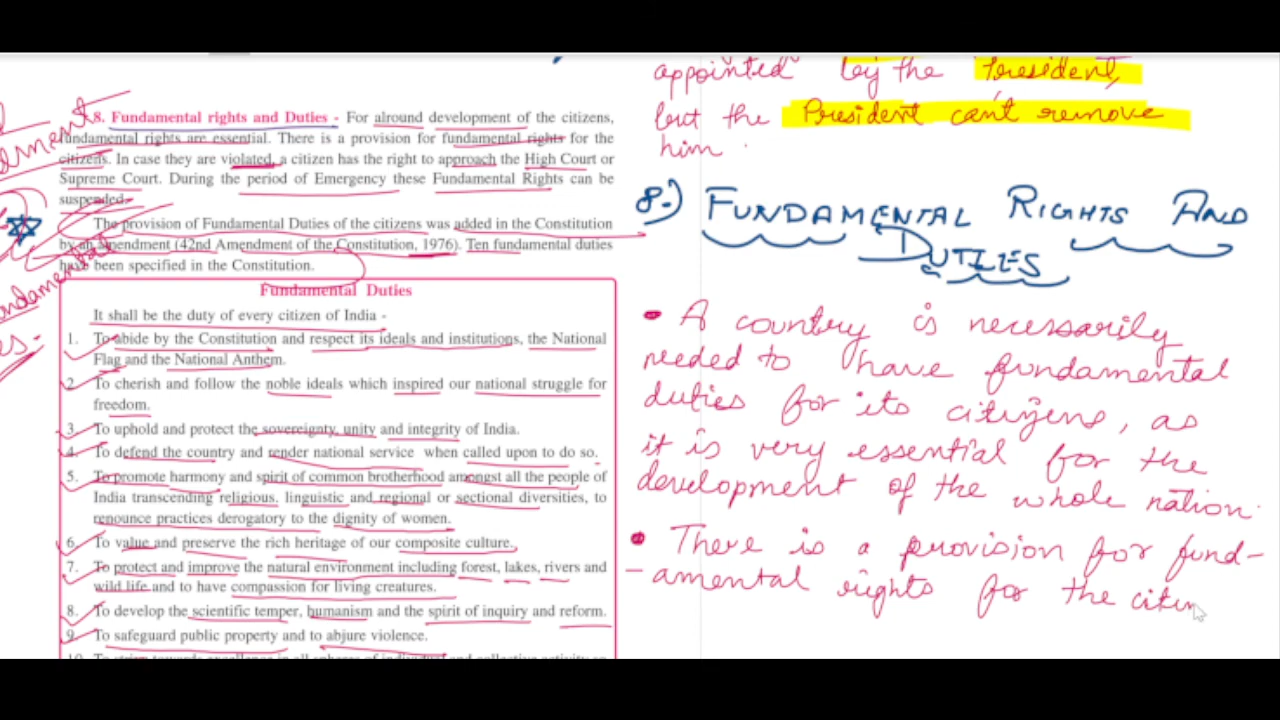 8. Fundamental rights and Duties - For alround development of the citizens,
fundamental rights are essential. There is a provision for fundamental rights for the
citizens. In case they are violated, a citizen has the right to approach the High Court or
Supreme Court. During the period of Emergency these Fundamental Rights can be
suspended.
The provision of Fundamental Duties of the citizens was added in the Constitution
by an amendment (42nd Amendment of the Constitution, 1976). Ten fundamental duties
have been specified in the Constitution.
Fundamental Duties
It shall be the duty of every citizen of India -
1. To abide by the Constitution and respect its ideals and institutions, the National
Flag and the National Anthem.
2. To cherish and follow the noble ideals which inspired our national struggle for
freedom.
3. To uphold and protect the sovereignty, unity and integrity of India.
4. To defend the country and render national service when called upon to do so.
5. To promote harmony and spirit of common brotherhood amongst all the people of
India transcending religious, linguistic and regional or sectional diversities, to
renounce practices derogatory to the dignity of women.
6. To value and preserve the rich heritage of our composite culture.
7. To protect and improve the natural environment including forest, lakes, rivers and
wild life and to have compassion for living creatures.
8. To develop the scientific temper, humanism and the spirit of inquiry and reform.
9. To safeguard public property and to abjure violence.
10. To strive towards excellence in all spheres of individual and collective activity so
appointed by the President,
but the President can't remove
him.
8.) FUNDAMENTAL RIGHTS AND
DUTIES
• A country is necessarily
needed to have fundamental
duties for its citizens, as
it is very essential for the
development of the whole nation.
• There is a provision for fund-
-amental rights for the citiz